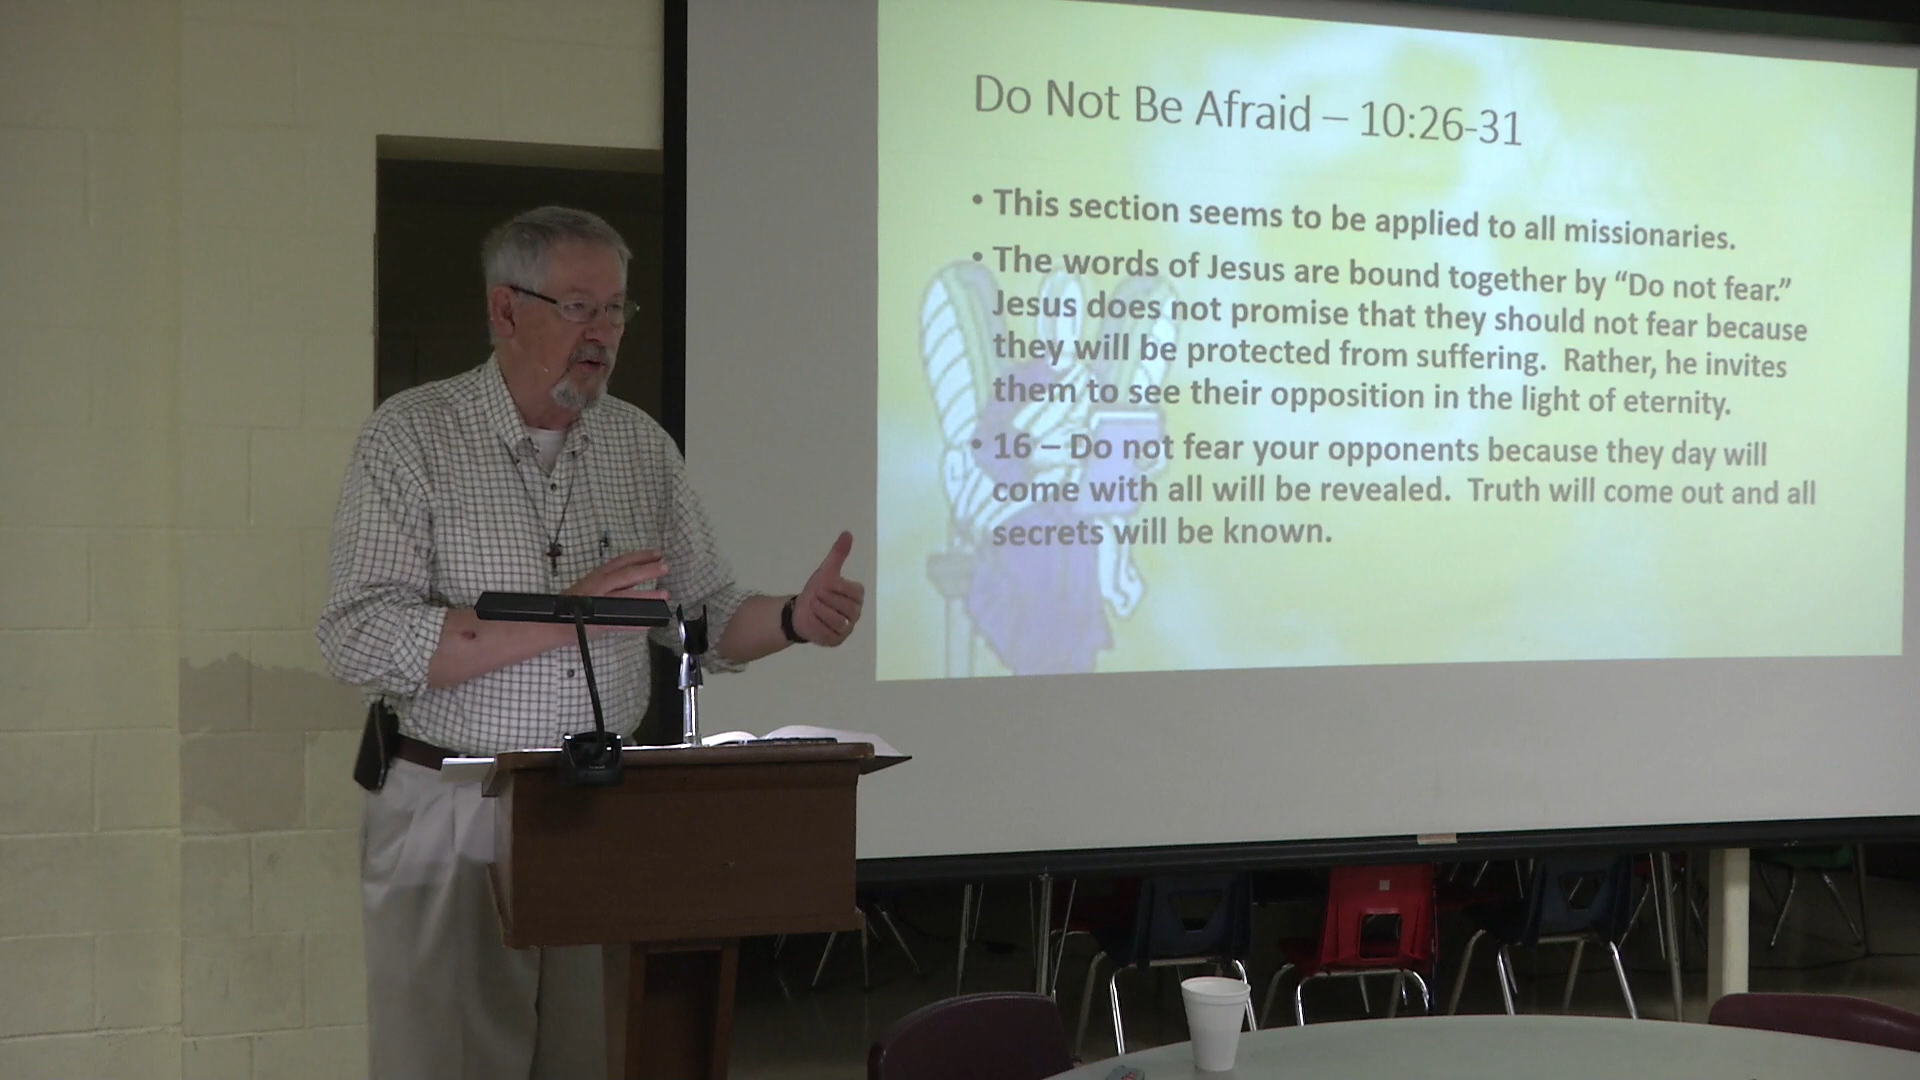 Do Not Be Afraid – 10:26-31
• This section seems to be applied to all missionaries.
• The words of Jesus are bound together by “Do not fear.”
Jesus does not promise that they should not fear because
they will be protected from suffering.  Rather, he invites
them to see their opposition in the light of eternity.
• 16 – Do not fear your opponents because they day will
come with all will be revealed.  Truth will come out and all
secrets will be known.